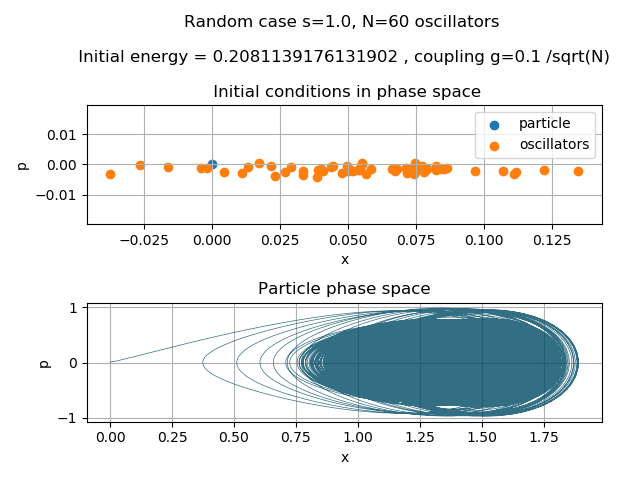 Random case s=1.0, N=60 oscillators
Initial energy = 0.2081139176131902 , coupling g=0.1 /sqrt(N)
Initial conditions in phase space
particle
oscillators
0.01
0.00
−0.01
p
−0.025 0.000 0.025 0.050 0.075 0.100 0.125
x
Particle phase space
1
0
−1
p
0.00 0.25 0.50 0.75 1.00 1.25 1.50 1.75
x